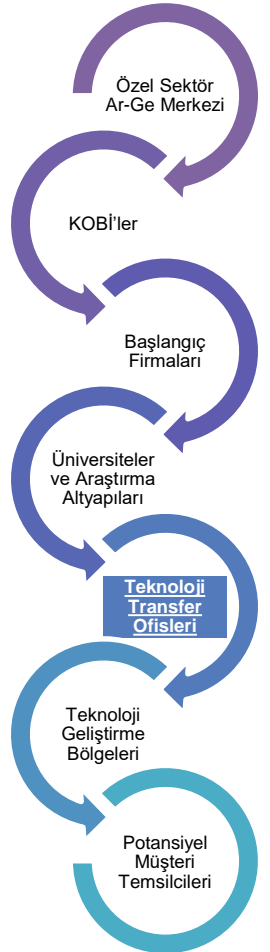 Özel Sektör
Ar-Ge Merkezi
KOBİ'ler
Başlangıç
Firmaları
Üniversiteler
ve Araştırma
Altyapıları
Teknoloji
Transfer
Ofisleri
Teknoloji
Geliştirme
Bölgeleri
Potansiyel
Müşteri
Temsilcileri